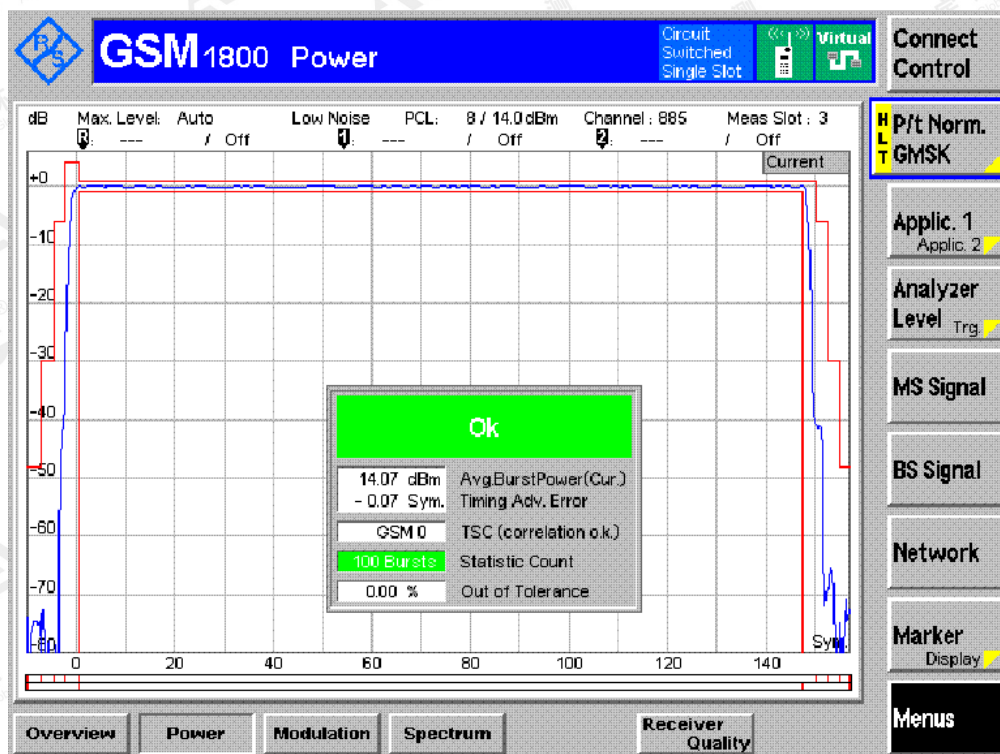 R/S
GSM 1800 Power
Circuit Switched Single Slot
Virtual
Connect Control
dB Max. Level: Auto Low Noise PCL: 8 / 14.0 dBm Channel : 885 Meas Slot : 3
R: --- / Off 1: --- / Off 2: --- / Off
Current
HLT
P/t Norm. GMSK
Applic. 1
Applic. 2
Analyzer Level Trg.
MS Signal
BS Signal
Network
Marker
Display
Menus
+0
-10
-20
-30
-40
-50
-60
-70
-80
Ok
14.07 dBm Avg.BurstPower(Cur.)
- 0.07 Sym. Timing Adv. Error
GSM 0 TSC (correlation o.k.)
100 Bursts Statistic Count
0.00 % Out of Tolerance
Sym.
0 20 40 60 80 100 120 140
Overview Power Modulation Spectrum Receiver Quality